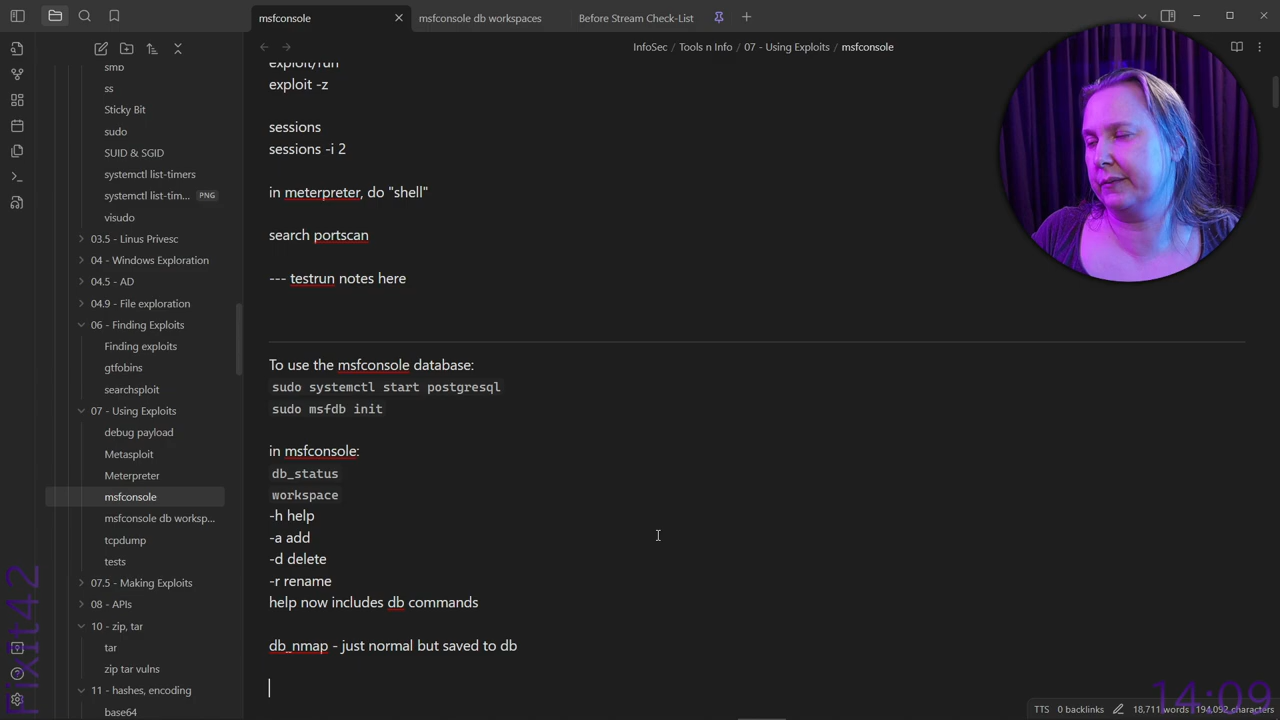 msfconsole
msfconsole db workspaces
Before Stream Check-List
InfoSec / Tools n Info / 07 - Using Exploits / msfconsole
smb
ss
Sticky Bit
sudo
SUID & SGID
systemctl list-timers
systemctl list-tim... PNG
visudo
03.5 - Linus Privesc
04 - Windows Exploration
04.5 - AD
04.9 - File exploration
06 - Finding Exploits
Finding exploits
gtfobins
searchsploit
07 - Using Exploits
debug payload
Metasploit
Meterpreter
msfconsole
msfconsole db worksp...
tcpdump
tests
07.5 - Making Exploits
08 - APIs
10 - zip, tar
tar
zip tar vulns
11 - hashes, encoding
base64
exploit/run
exploit -z
sessions
sessions -i 2
in meterpreter, do "shell"
search portscan
--- testrun notes here
To use the msfconsole database:
sudo systemctl start postgresql
sudo msfdb init
in msfconsole:
db_status
workspace
-h help
-a add
-d delete
-r rename
help now includes db commands
db_nmap - just normal but saved to db
Pixit42
14:09
TTS 0 backlinks 18,711 words 194,092 characters